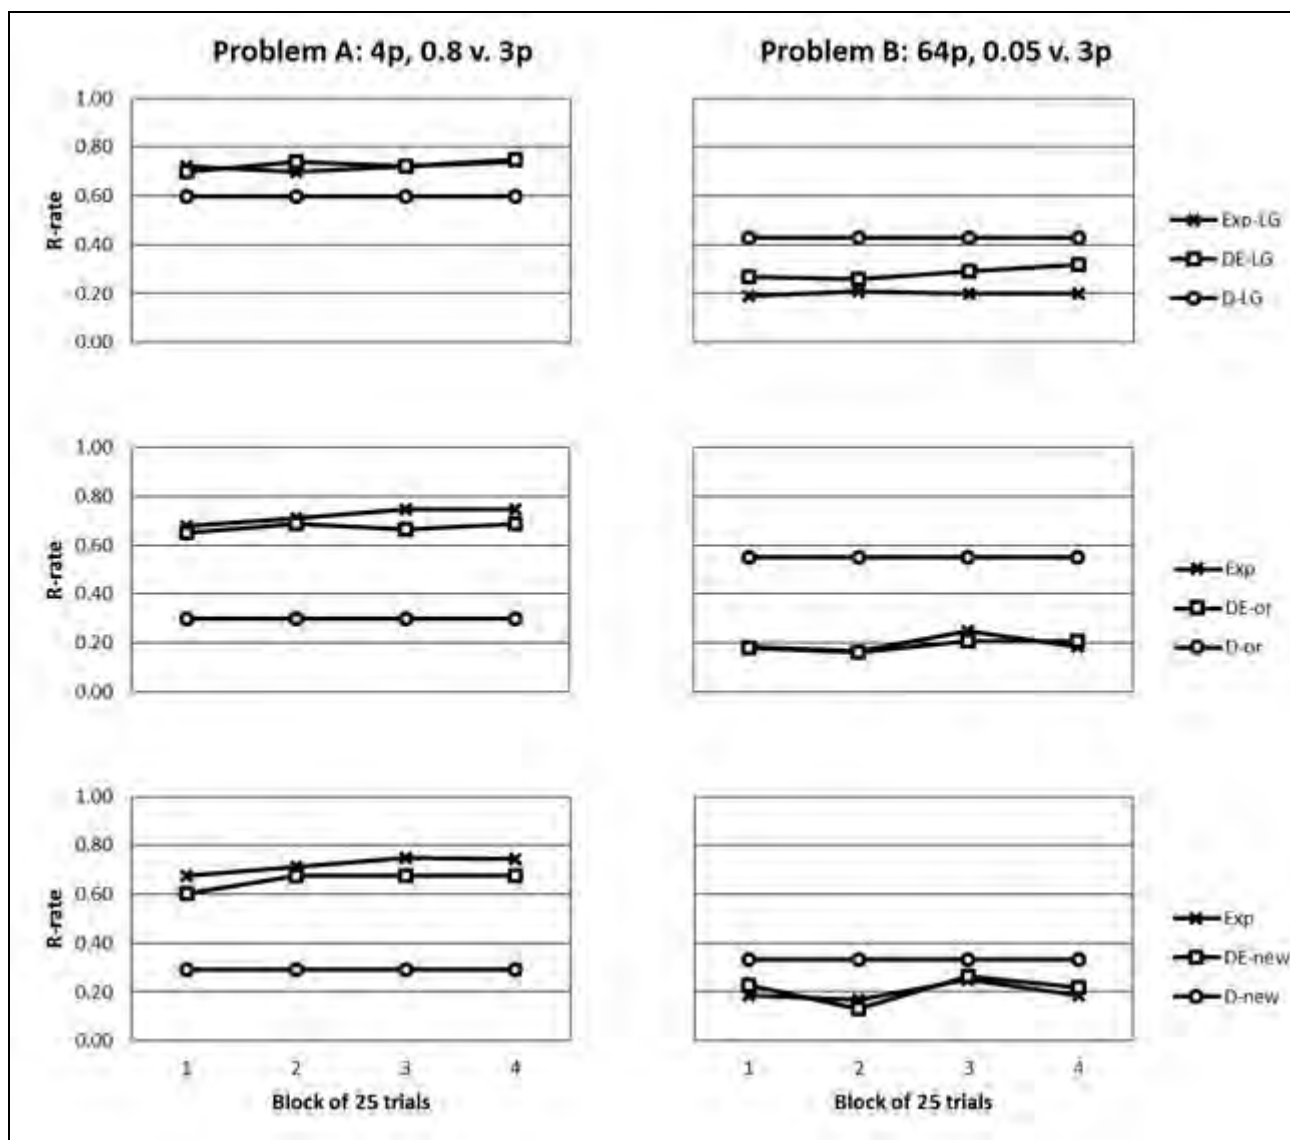 Problem A: 4p, 0.8 v. 3p
Problem B: 64p, 0.05 v. 3p
1.00
0.80
0.60
0.40
0.20
0.00
R-rate
Exp-LG
DE-LG
D-LG
1.00
0.80
0.60
0.40
0.20
0.00
R-rate
Exp
DE-or
D-or
1.00
0.80
0.60
0.40
0.20
0.00
R-rate
Exp
DE-new
D-new
1 2 3 4
1 2 3 4
Block of 25 trials
Block of 25 trials